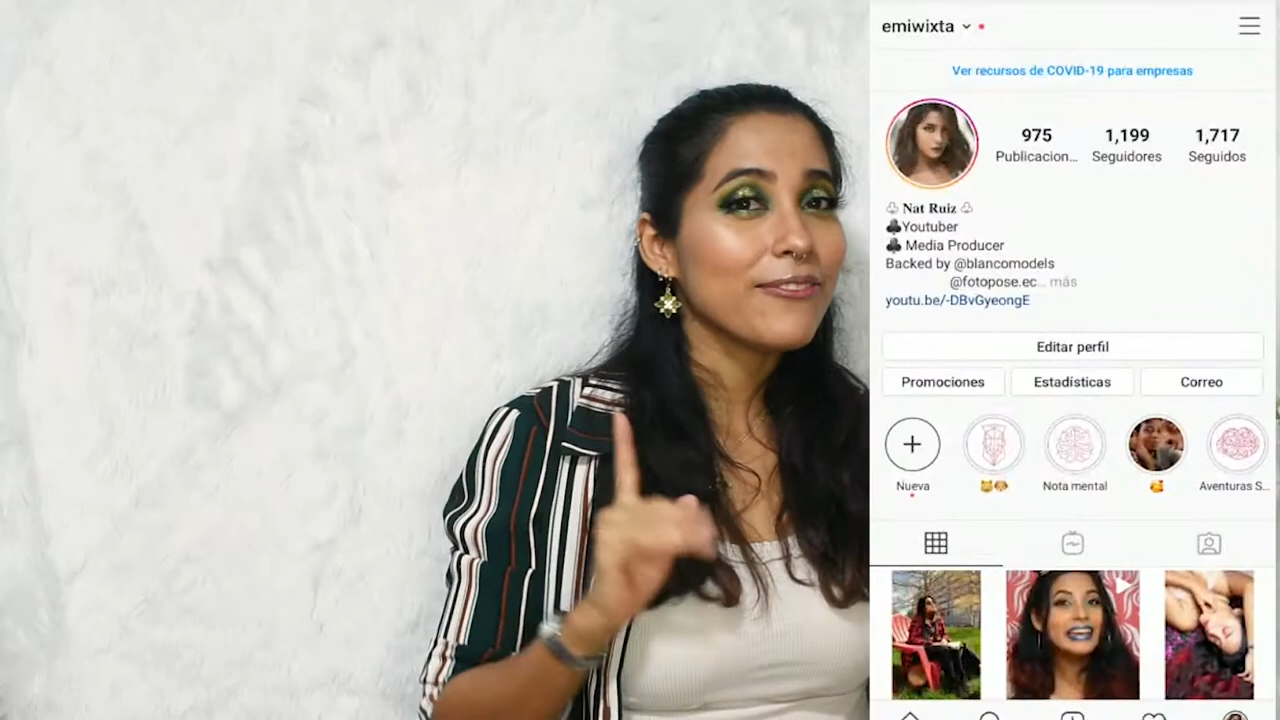 emiwixta
Ver recursos de COVID-19 para empresas
975
1,199
1,717
Publicacion...
Seguidores
Seguidos
♧ Nat Ruiz ♧
♣Youtuber
♣ Media Producer
Backed by @blancomodels
@fotopose.ec... más
youtu.be/-DBvGyeongE
Editar perfil
Promociones
Estadísticas
Correo
Nueva
Nota mental
Aventuras S...